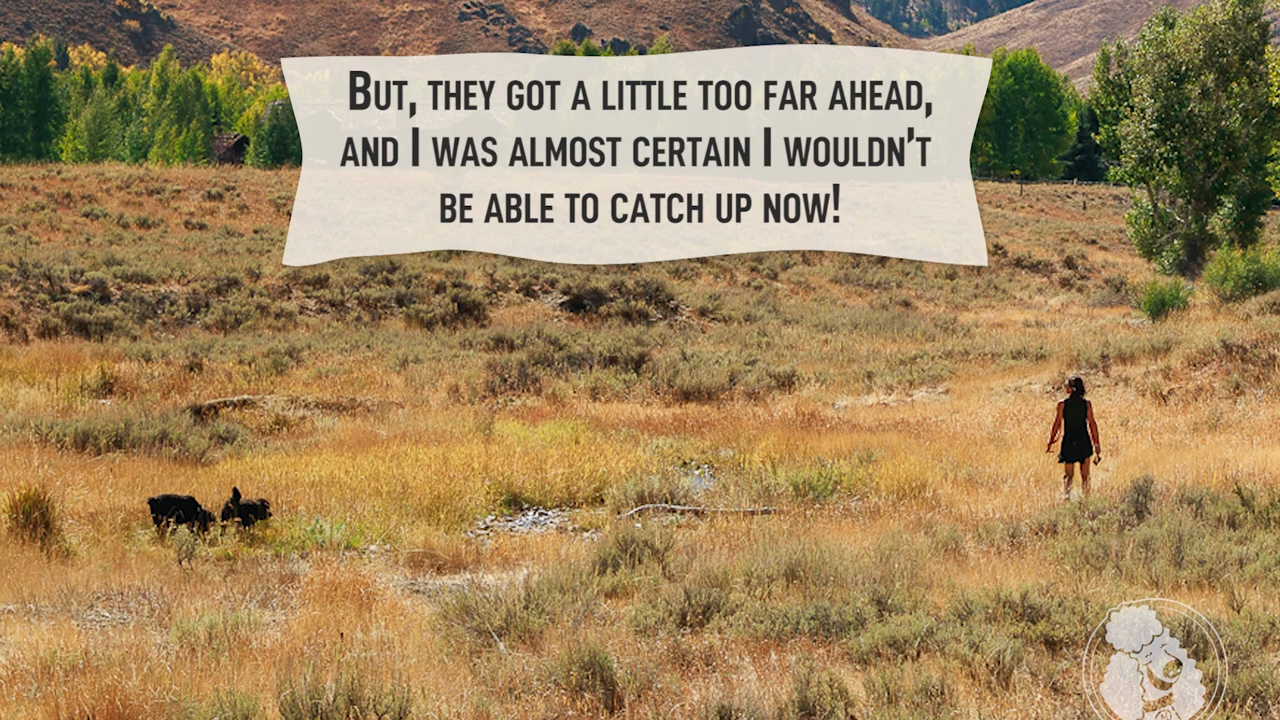 But, they got a little too far ahead,
and I was almost certain I wouldn't
be able to catch up now!